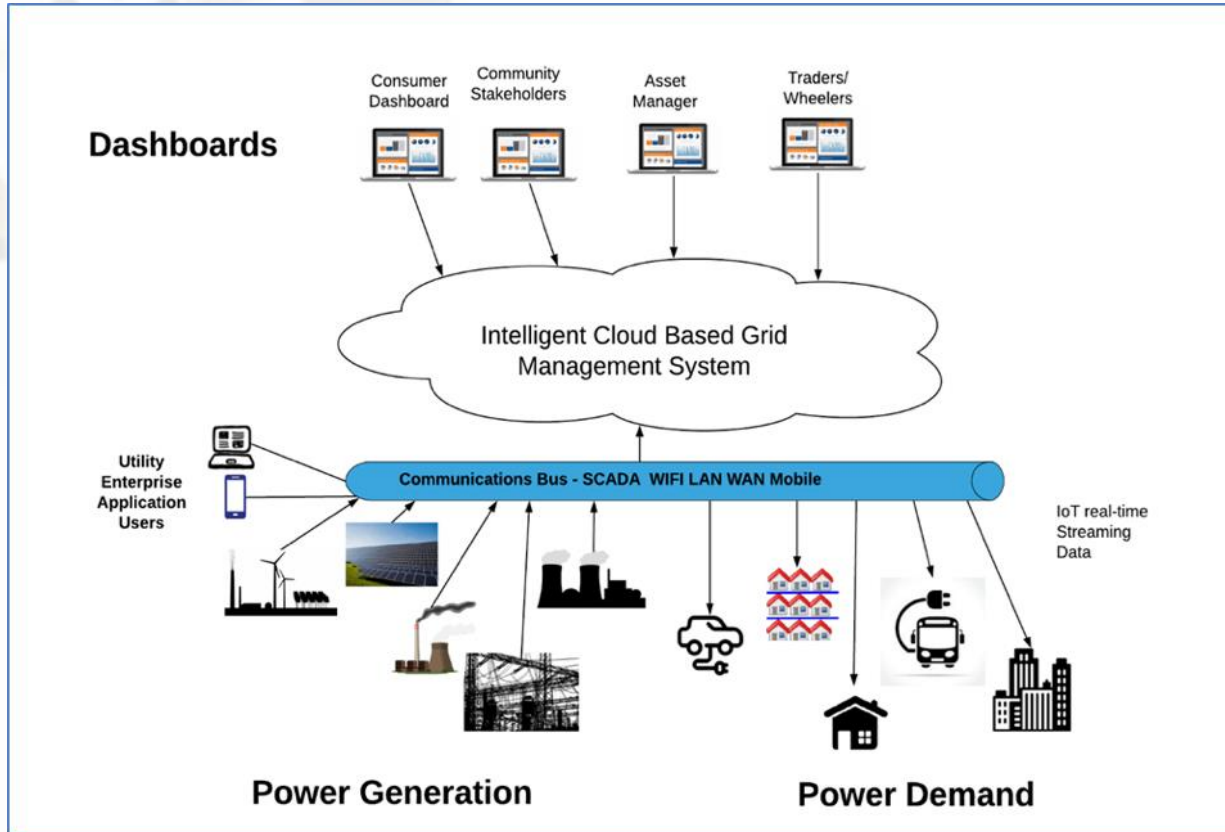 Consumer
Dashboard
Community
Stakeholders
Asset
Manager
Traders/
Wheelers
Dashboards
Intelligent Cloud Based Grid
Management System
Utility
Enterprise
Application
Users
Communications Bus - SCADA WIFI LAN WAN Mobile
IoT real-time
Streaming
Data
Power Generation
Power Demand